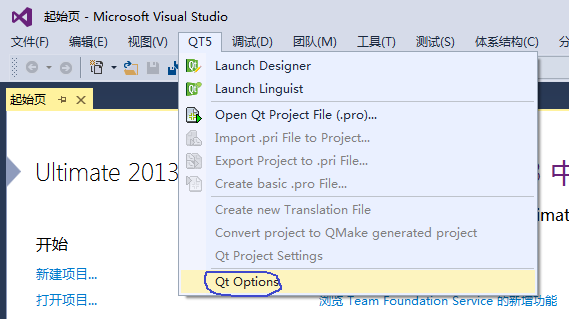 起始页 - Microsoft Visual Studio
文件(F) 编辑(E) 视图(V) QT5 调试(D) 团队(M) 工具(T) 测试(S) 体系结构(C) 分
Launch Designer
Launch Linguist
Open Qt Project File (.pro)...
Import .pri File to Project...
Export Project to .pri File...
Create basic .pro File...
Create new Translation File
Convert project to QMake generated project
Qt Project Settings
Qt Options
起始页
Ultimate 2013
开始
新建项目...
打开项目...
浏览 Team Foundation Service 的新增功能